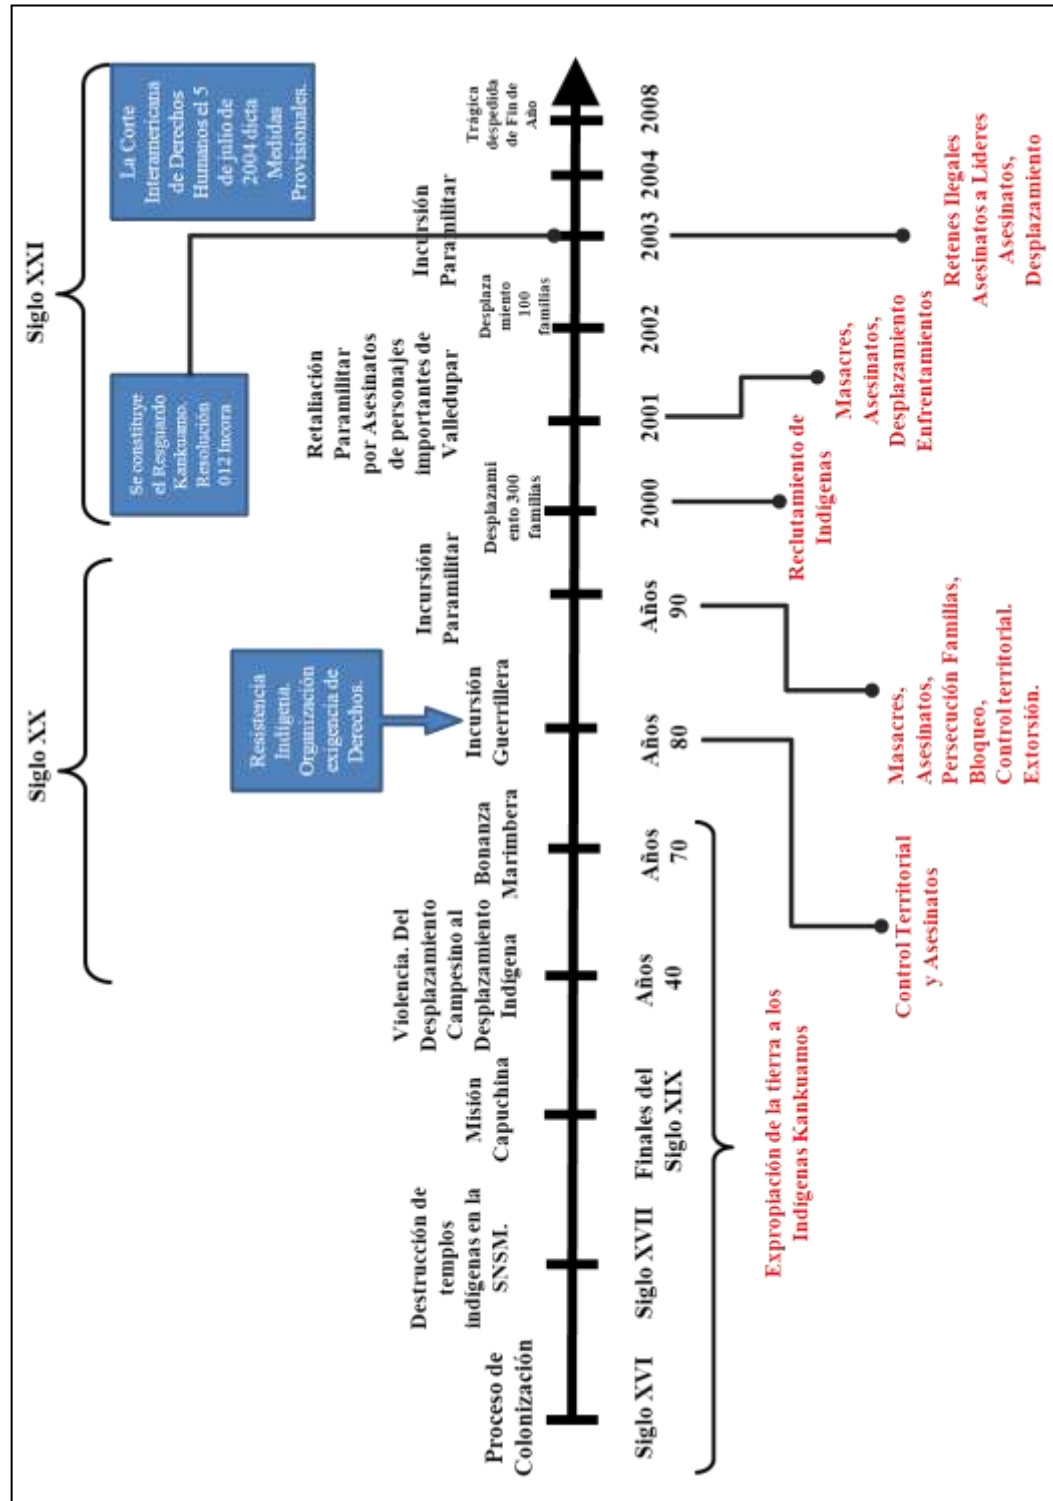 Siglo XX
Siglo XXI
Resistencia
Indígena.
Organización
exigencia de
Derechos.
Se constituye
el Resguardo
Kankuamo.
Resolución
012 Incora
La Corte
Interamericana
de Derechos
Humanos el 5
de julio de
2004 dicta
Medidas
Provisionales.
Proceso de
Colonización
Destrucción de
templos
indígenas en la
SNSM.
Misión
Capuchina
Violencia. Del
Desplazamiento
Campesino al
Desplazamiento
Indígena
Bonanza
Marimbera
Incursión
Guerrillera
Incursión
Paramilitar
Desplazami
ento 300
familias
Retaliación
Paramilitar
por Asesinatos
de personajes
importantes de
Valledupar
Desplaza
miento
100
familias
Incursión
Paramilitar
Trágica
despedida
de Fin de
Año
Siglo XVI
Siglo XVII
Finales del
Siglo XIX
Años
40
Años
70
Años
80
Años
90
2000
2001
2002
2003
2004
2008
Expropiación de la tierra a los
Indígenas Kankuamos
Control Territorial
y Asesinatos
Masacres,
Asesinatos,
Persecución Familias,
Bloqueo,
Control territorial.
Extorsión.
Reclutamiento de
Indígenas
Masacres,
Asesinatos,
Desplazamiento
Enfrentamientos
Retenes Ilegales
Asesinatos a Lideres
Asesinatos,
Desplazamiento